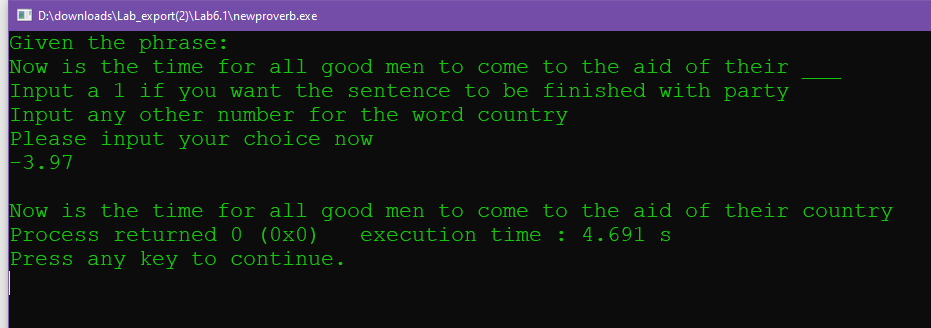 D:\downloads\Lab_export(2)\Lab6.1\newproverb.exe
Given the phrase:
Now is the time for all good men to come to the aid of their ___
Input a 1 if you want the sentence to be finished with party
Input any other number for the word country
Please input your choice now
-3.97
Now is the time for all good men to come to the aid of their country
Process returned 0 (0x0)   execution time : 4.691 s
Press any key to continue.